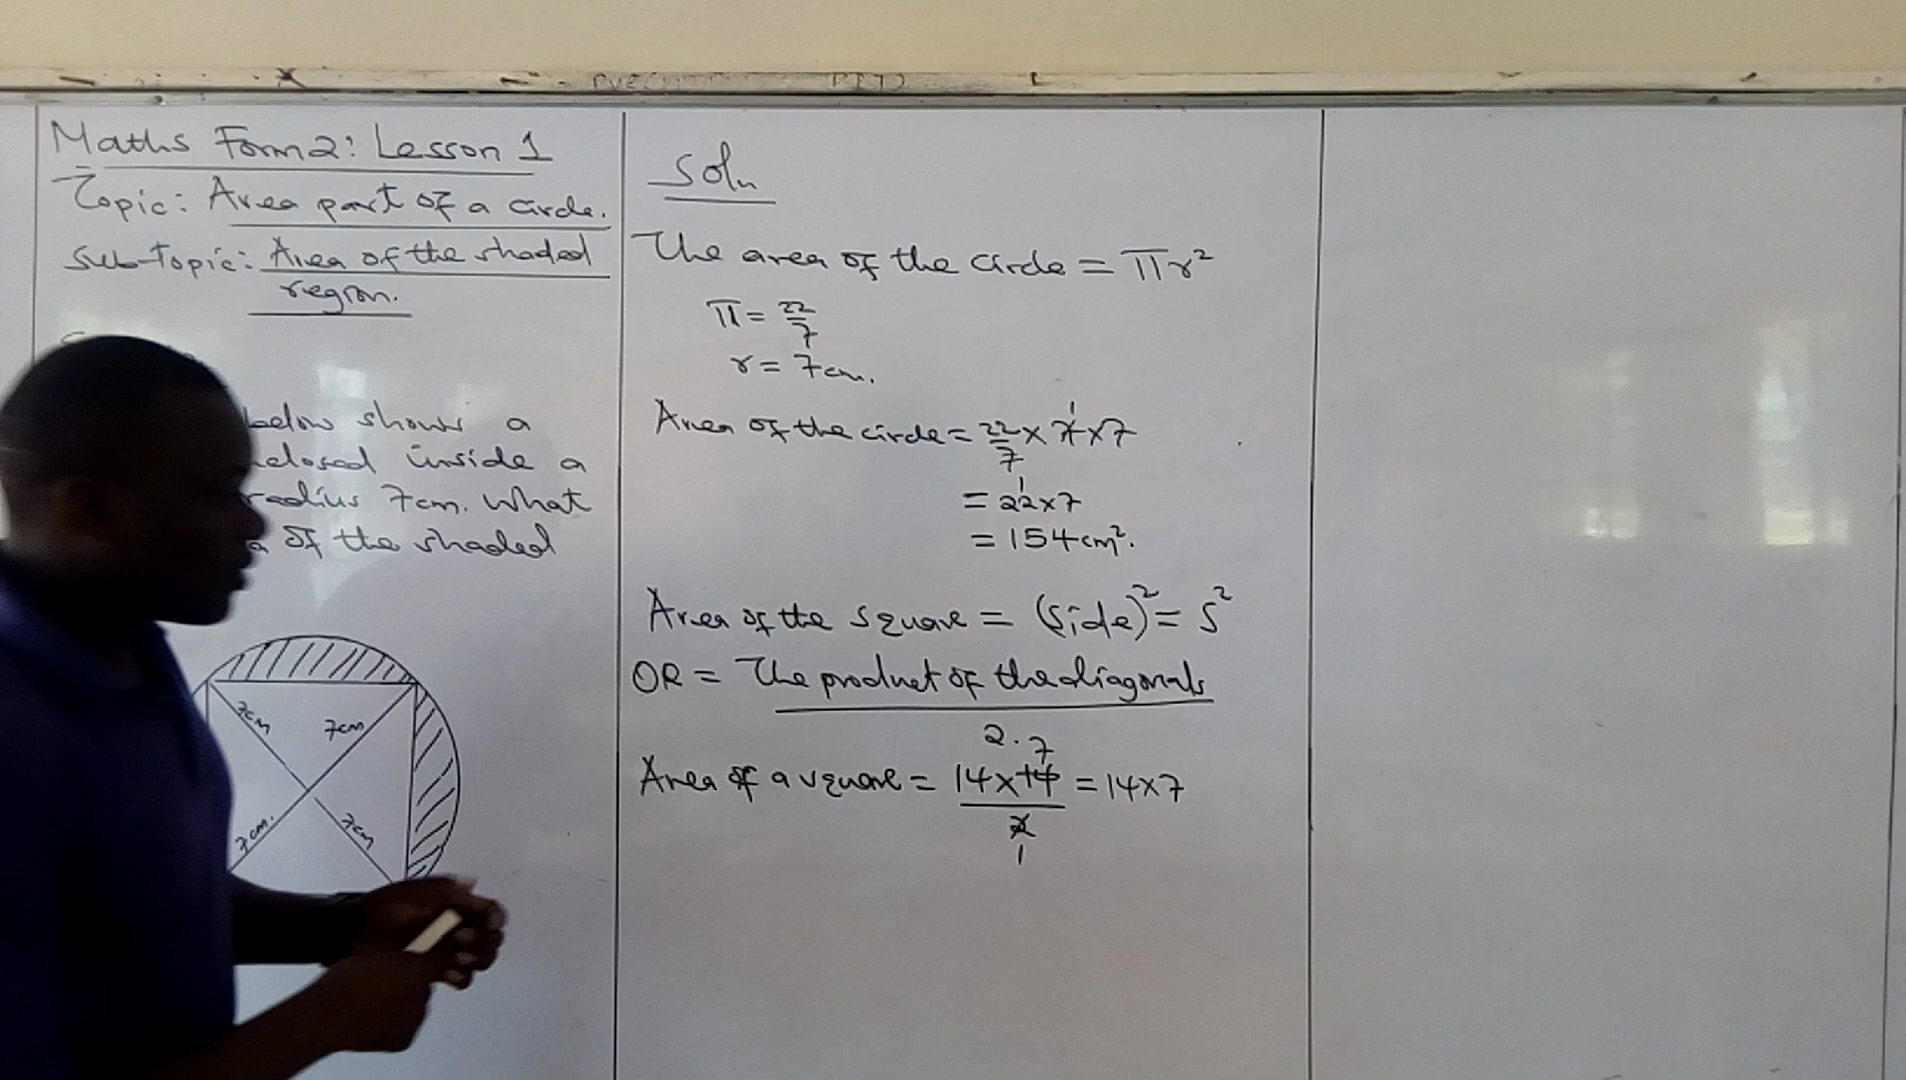 Maths Form 2: Lesson 1
Topic: Area part of a circle.
Sub-Topic: Area of the shaded
region.
below shows a
inside a
radius 7cm. What
of the shaded
7cm 7cm
7cm. 7cm
Soln
The area of the circle = πr²
π = 22/7
r = 7cm.
Area of the circle = 22/7 × 7 × 7
= 22×7
= 154cm².
Area of the square = (side)² = S²
OR = The product of the diagonals
2.
Area of a square = 14×14/2 = 14×7